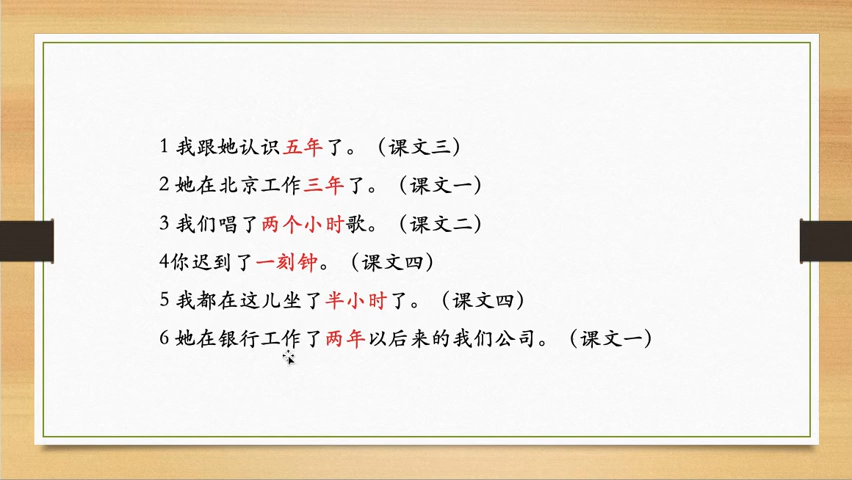 1 我跟她认识五年了。（课文三）
2 她在北京工作三年了。（课文一）
3 我们唱了两个小时歌。（课文二）
4你迟到了一刻钟。（课文四）
5 我都在这儿坐了半小时了。（课文四）
6 她在银行工作了两年以后来的我们公司。（课文一）